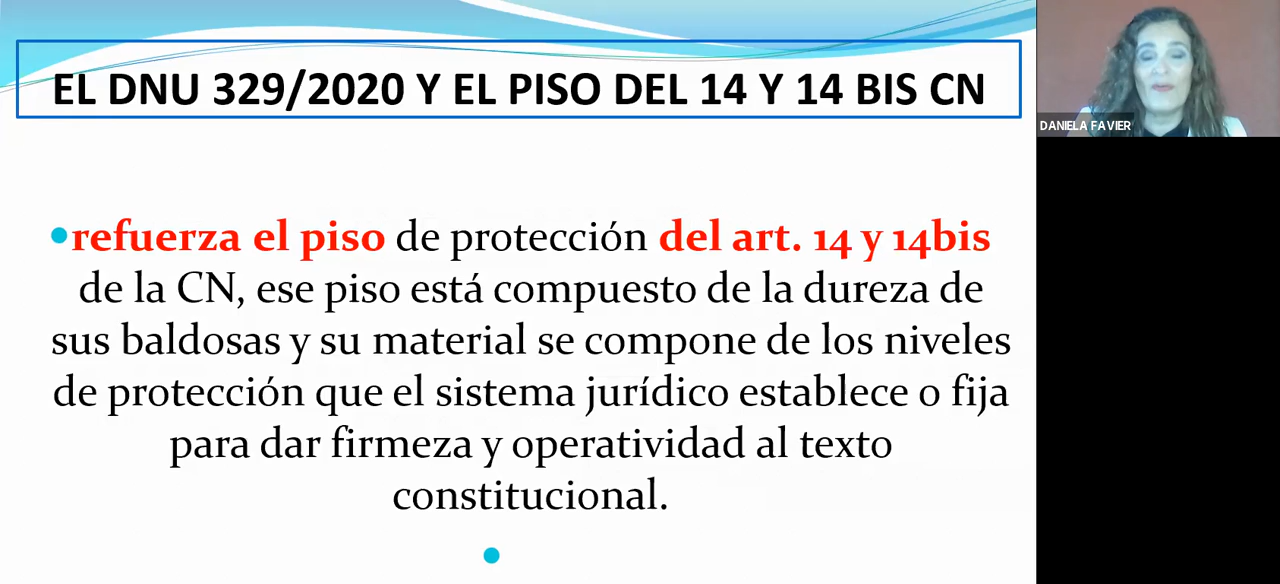 EL DNU 329/2020 Y EL PISO DEL 14 Y 14 BIS CN
DANIELA FAVIER
•refuerza el piso de protección del art. 14 y 14bis
de la CN, ese piso está compuesto de la dureza de
sus baldosas y su material se compone de los niveles
de protección que el sistema jurídico establece o fija
para dar firmeza y operatividad al texto
constitucional.